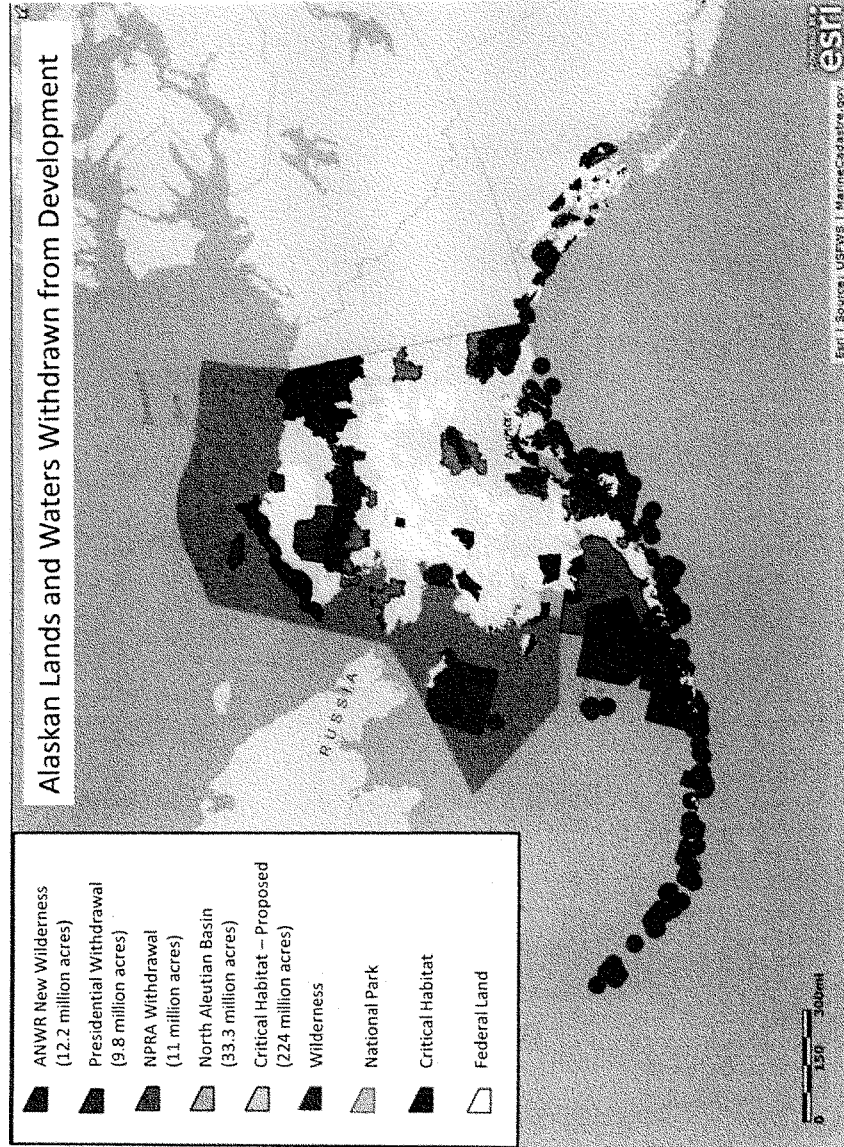 Alaskan Lands and Waters Withdrawn from Development
ANWR New Wilderness
(12.2 million acres)
Presidential Withdrawal
(9.8 million acres)
NPRA Withdrawal
(11 million acres)
North Aleutian Basin
(33.3 million acres)
Critical Habitat – Proposed
(224 million acres)
Wilderness
National Park
Critical Habitat
Federal Land
RUSSIA
0 150 300mi
esri
Esri | Source: USFWS | MarineCadastre.gov